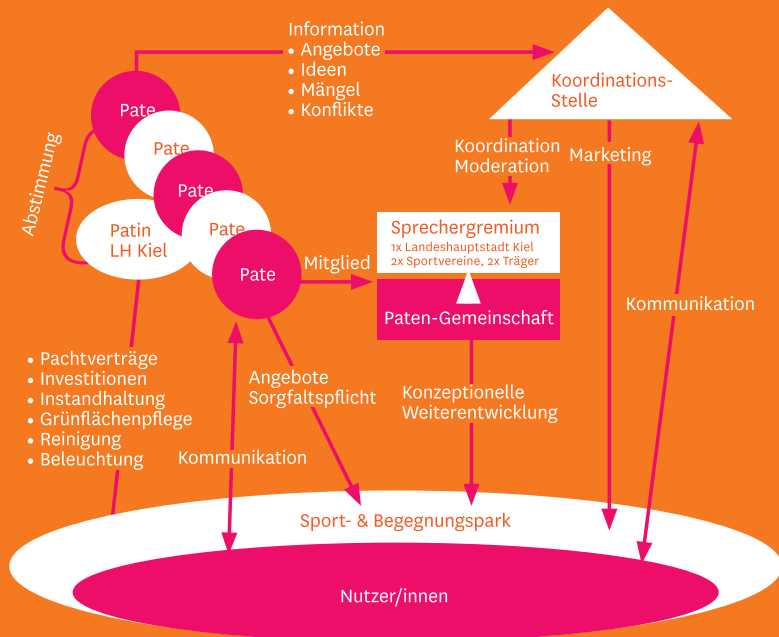 Information
• Angebote
• Ideen
• Mängel
• Konflikte
Koordinations-
Stelle
Pate
Pate
Pate
Pate
Pate
Abstimmung
Patin
LH Kiel
Koordination
Moderation
Marketing
Sprechergremium
1x Landeshauptstadt Kiel
2x Sportvereine, 2x Träger
Mitglied
Paten-Gemeinschaft
Kommunikation
• Pachtverträge
• Investitionen
• Instandhaltung
• Grünflächenpflege
• Reinigung
• Beleuchtung
Angebote
Sorgfaltspflicht
Konzeptionelle
Weiterentwicklung
Kommunikation
Sport- & Begegnungspark
Nutzer/innen